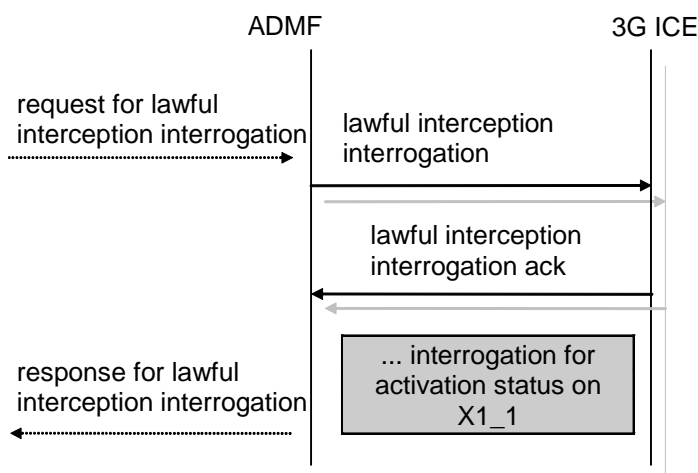 ADMF
3G ICE
request for lawful
interception interrogation
lawful interception
interrogation
lawful interception
interrogation ack
... interrogation for
activation status on
X1_1
response for lawful
interception interrogation